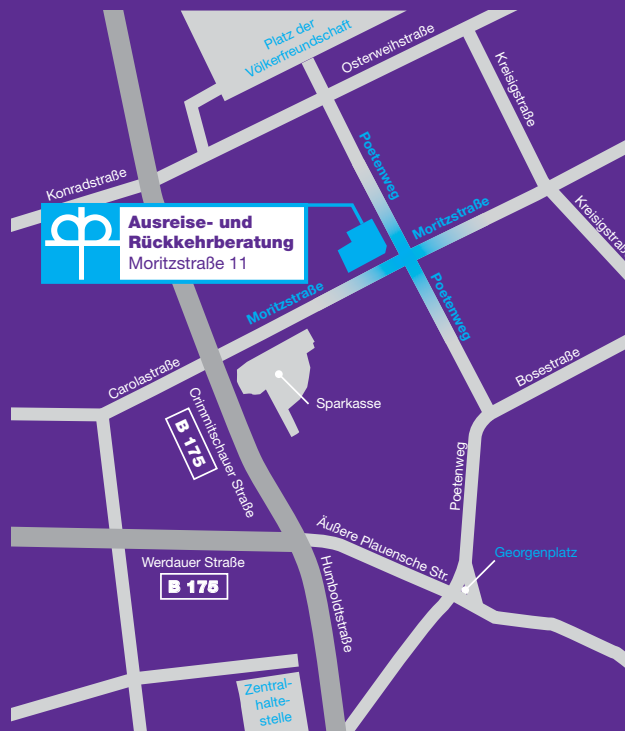 Platz der
Völkerfreundschaft
Osterweihstraße
Kreisigstraße
Poetenweg
Konradstraße
Moritzstraße
Kreisigstraße
Ausreise- und
Rückkehrberatung
Moritzstraße 11
Moritzstraße
Poetenweg
Carolastraße
Bosestraße
Sparkasse
Crimmitschauer Straße
B 175
Poetenweg
Äußere Plauensche Str.
Georgenplatz
Werdauer Straße
B 175
Humboldtstraße
Zentral-
halte-
stelle